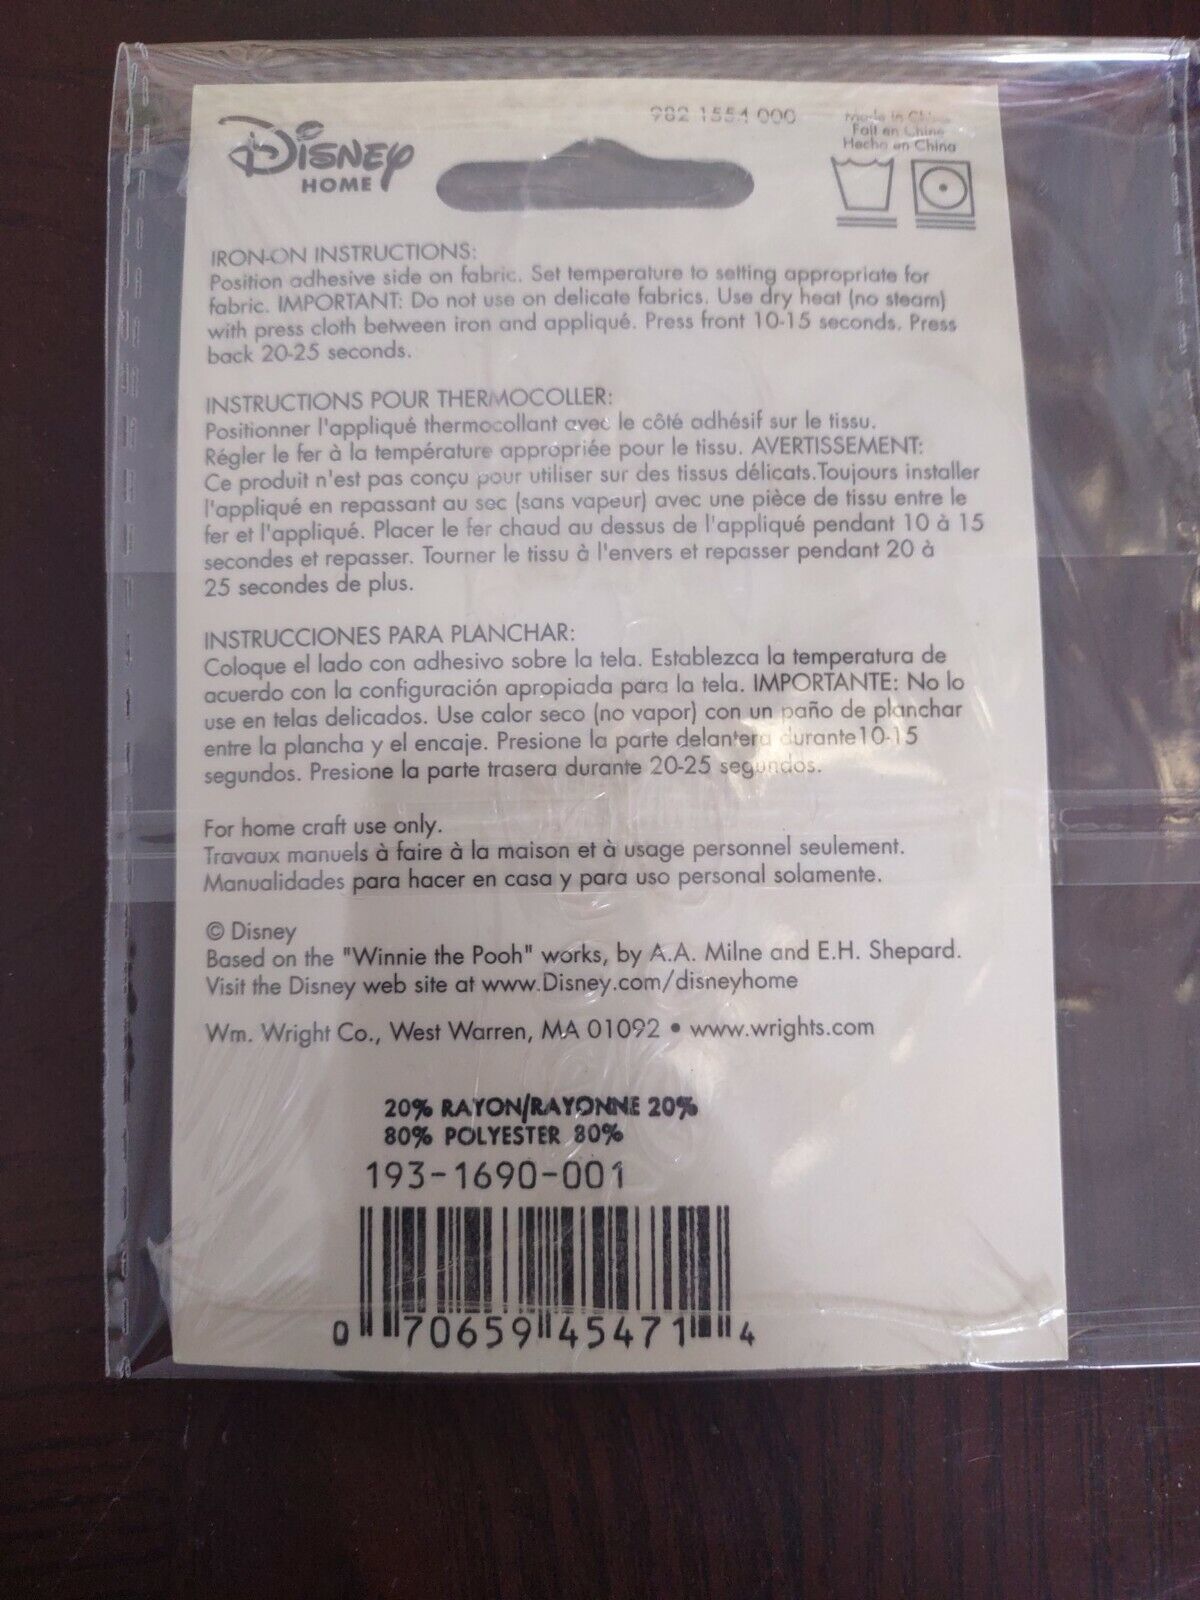 Disney
HOME
982 1554 000
Made in China
Fait en Chine
Hecho en China
IRON-ON INSTRUCTIONS:
Position adhesive side on fabric. Set temperature to setting appropriate for
fabric. IMPORTANT: Do not use on delicate fabrics. Use dry heat (no steam)
with press cloth between iron and appliqué. Press front 10-15 seconds. Press
back 20-25 seconds.
INSTRUCTIONS POUR THERMOCOLLER:
Positionner l'appliqué thermocollant avec le côté adhésif sur le tissu.
Régler le fer à la température appropriée pour le tissu. AVERTISSEMENT:
Ce produit n'est pas conçu pour utiliser sur des tissus délicats.Toujours installer
l'appliqué en repassant au sec (sans vapeur) avec une pièce de tissu entre le
fer et l'appliqué. Placer le fer chaud au dessus de l'appliqué pendant 10 à 15
secondes et repasser. Tourner le tissu à l'envers et repasser pendant 20 à
25 secondes de plus.
INSTRUCCIONES PARA PLANCHAR:
Coloque el lado con adhesivo sobre la tela. Establezca la temperatura de
acuerdo con la configuración apropiada para la tela. IMPORTANTE: No lo
use en telas delicados. Use calor seco (no vapor) con un paño de planchar
entre la plancha y el encaje. Presione la parte delantera durante10-15
segundos. Presione la parte trasera durante 20-25 segundos.
For home craft use only.
Travaux manuels à faire à la maison et à usage personnel seulement.
Manualidades para hacer en casa y para uso personal solamente.
© Disney
Based on the "Winnie the Pooh" works, by A.A. Milne and E.H. Shepard.
Visit the Disney web site at www.Disney.com/disneyhome
Wm. Wright Co., West Warren, MA 01092 • www.wrights.com
20% RAYON/RAYONNE 20%
80% POLYESTER 80%
193-1690-001
0 70659 45471 4